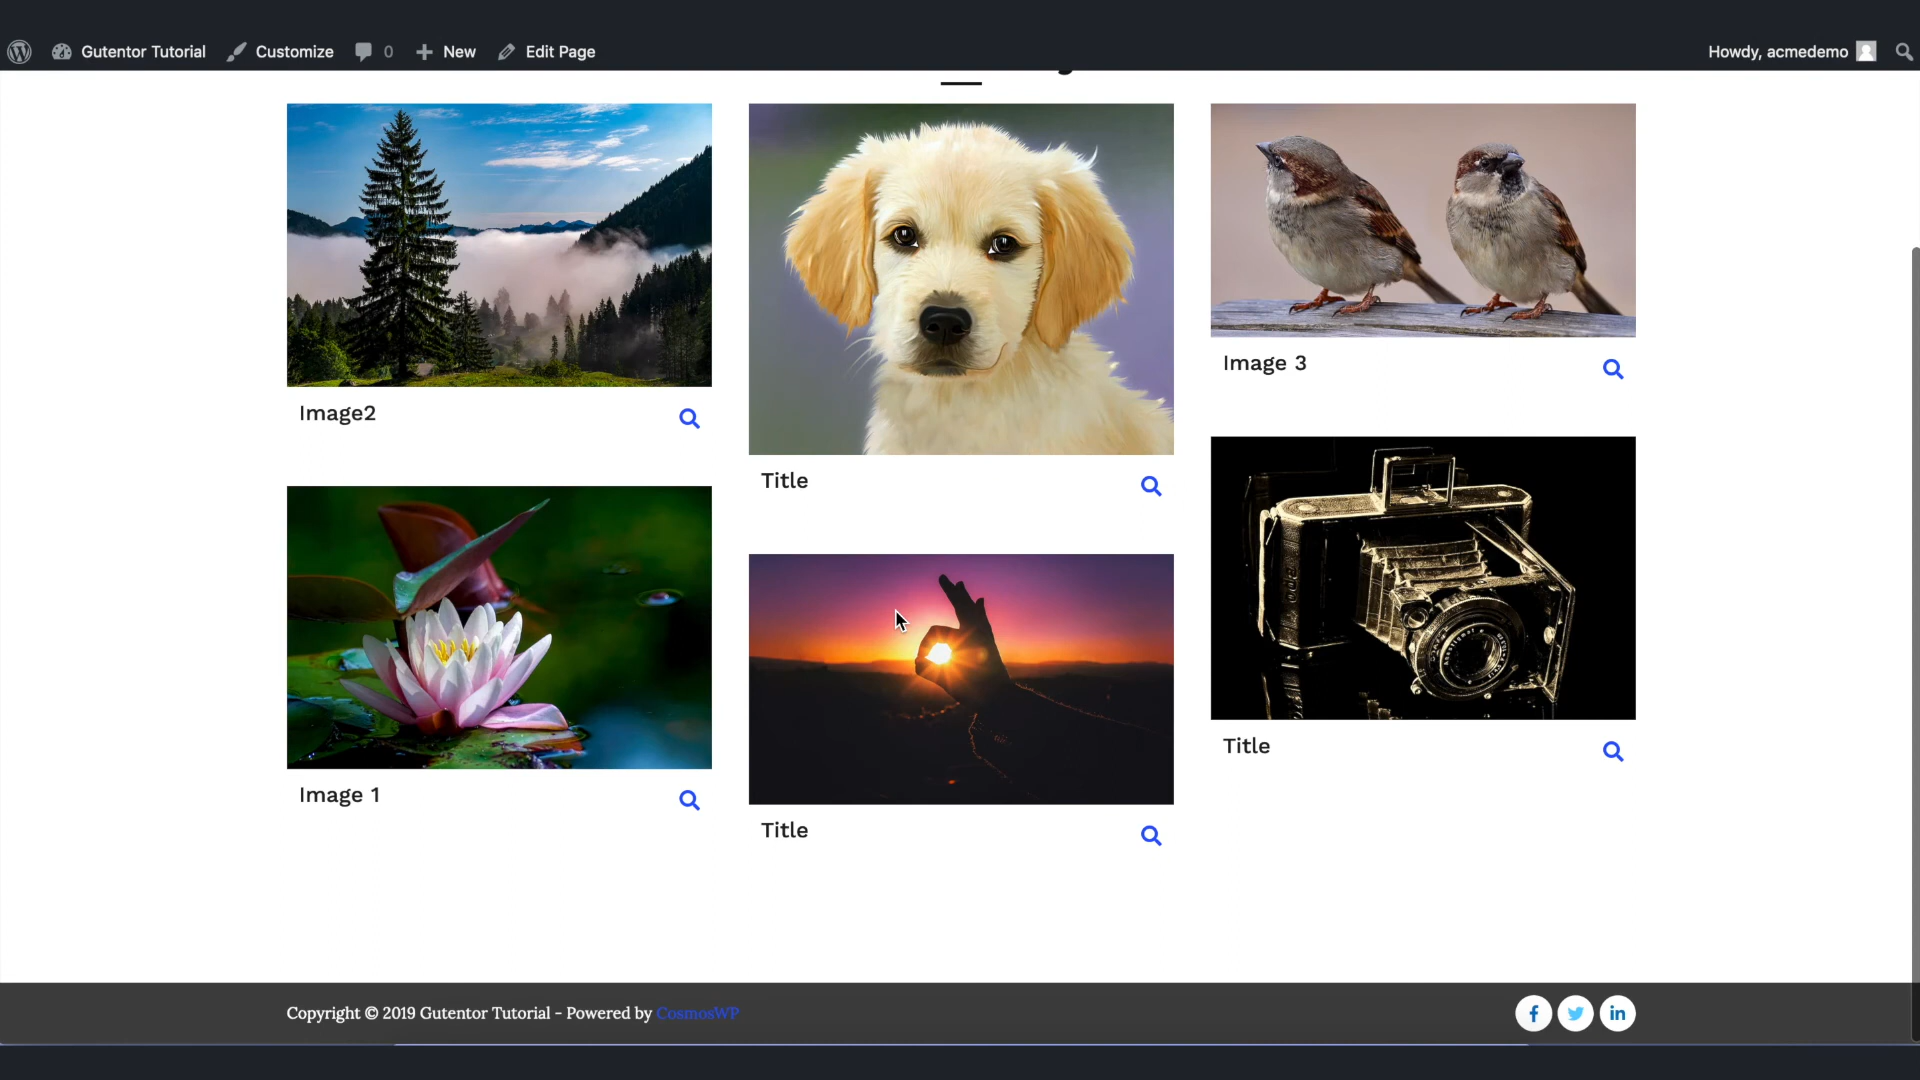 Gutentor Tutorial Customize 0 New Edit Page Howdy, acmedemo
Image2
Title
Image 3
Image 1
Title
Title
Copyright © 2019 Gutentor Tutorial - Powered by CosmosWP